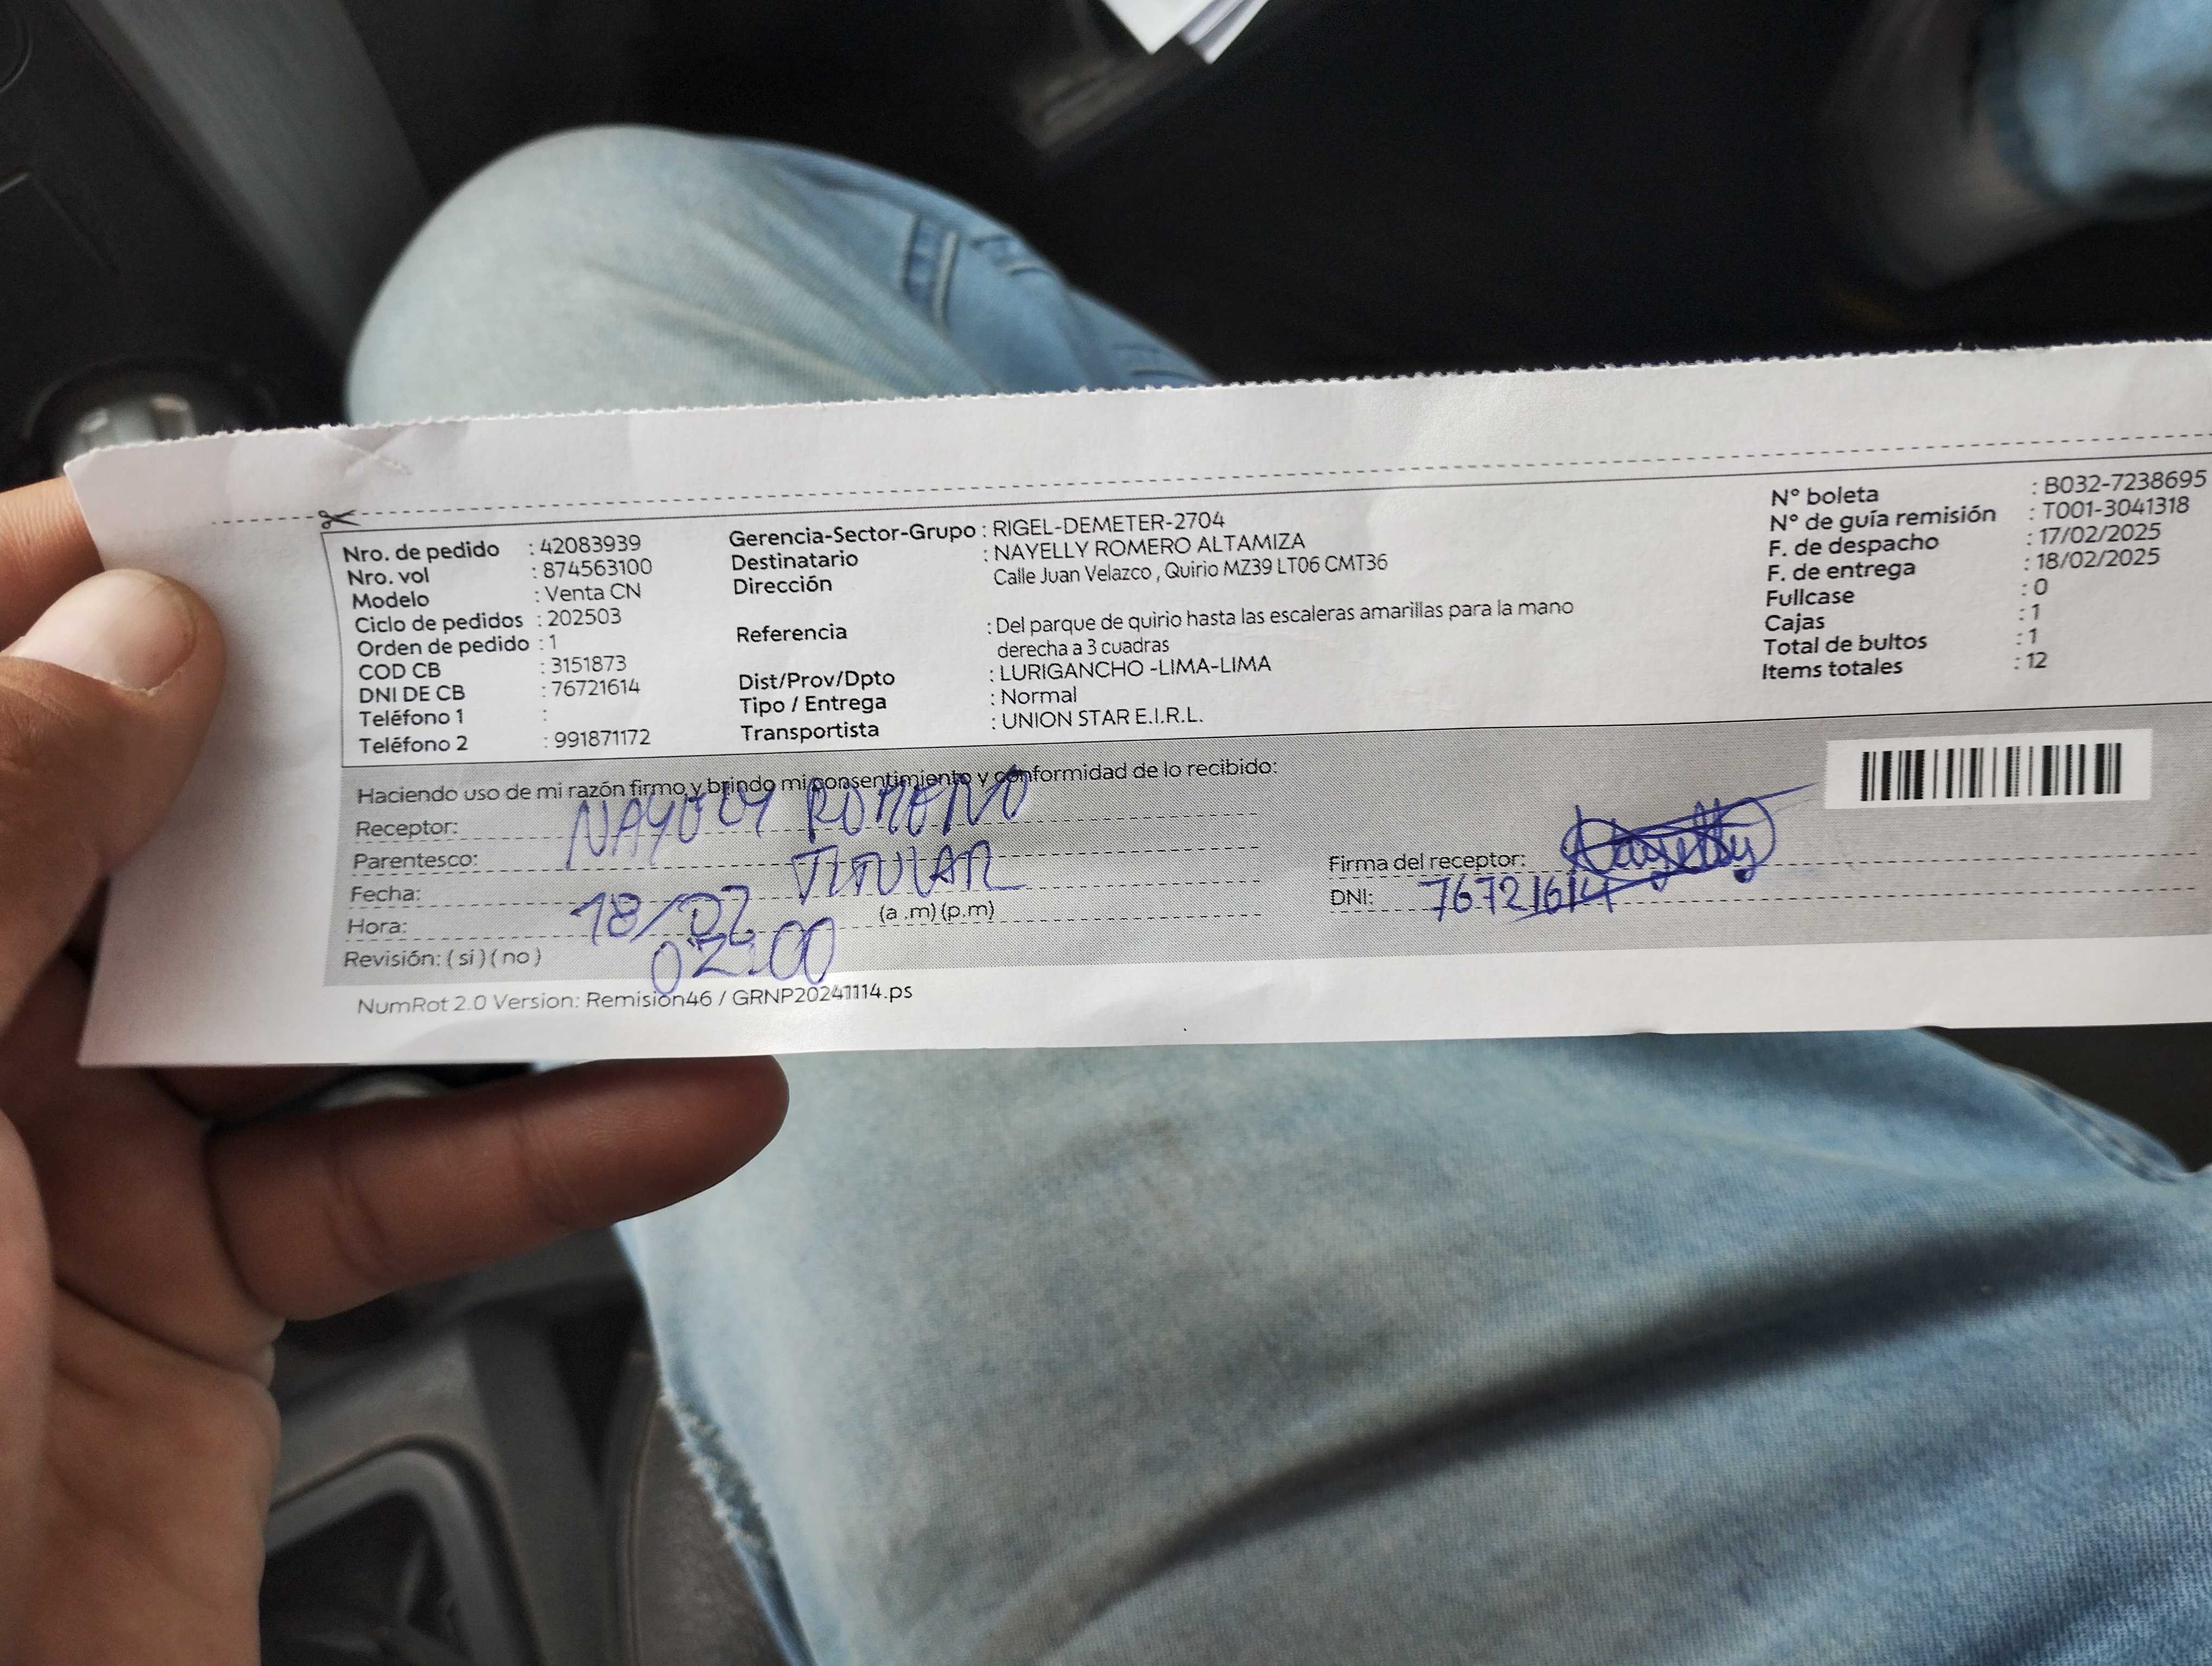 Nro. de pedido : 42083939
Nro. vol : 874563100
Modelo : Venta CN
Ciclo de pedidos : 202503
Orden de pedido : 1
COD CB : 3151873
DNI DE CB : 76721614
Teléfono 1 :
Teléfono 2 : 991871172
Gerencia-Sector-Grupo : RIGEL-DEMETER-2704
Destinatario : NAYELLY ROMERO ALTAMIZA
Dirección Calle Juan Velazco , Quirio MZ39 LT06 CMT36
Referencia : Del parque de quirio hasta las escaleras amarillas para la mano
derecha a 3 cuadras
Dist/Prov/Dpto : LURIGANCHO -LIMA-LIMA
Tipo / Entrega : Normal
Transportista : UNION STAR E.I.R.L.
N° boleta : B032-7238695
N° de guía remisión : T001-3041318
F. de despacho : 17/02/2025
F. de entrega : 18/02/2025
Fullcase : 0
Cajas : 1
Total de bultos : 1
Items totales : 12
Haciendo uso de mi razón firmo y brindo mi consentimiento y conformidad de lo recibido:
Receptor: ROMERO
Parentesco: TITULAR
Fecha: 18/02
Hora: 02:00 (a .m) (p.m)
Revisión: ( si ) ( no )
Firma del receptor: Nayelly
DNI: 76721614
NumRot 2.0 Version: Remision46 / GRNP20241114.ps